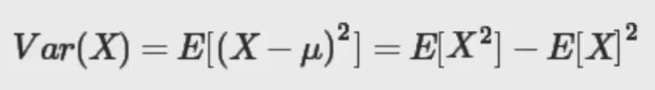 Var(X) = E[(X − μ)²] = E[X²] − E[X]²